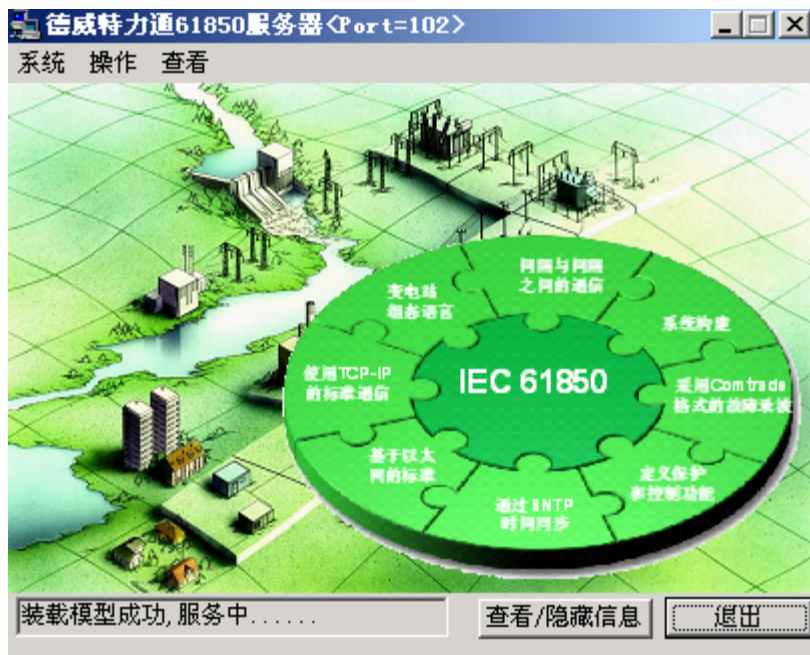 德威特力通61850服务器<Port=102>
系统 操作 查看
间隔与间隔
之间的通信
变电站
组态语言
系统构建
使用TCP-IP
的标准通信
IEC 61850
采用Comtrade
格式的故障录波
基于以太
网的标准
定义保护
和控制功能
通过SNTP
时间同步
装载模型成功,服务中......
查看/隐藏信息
退出